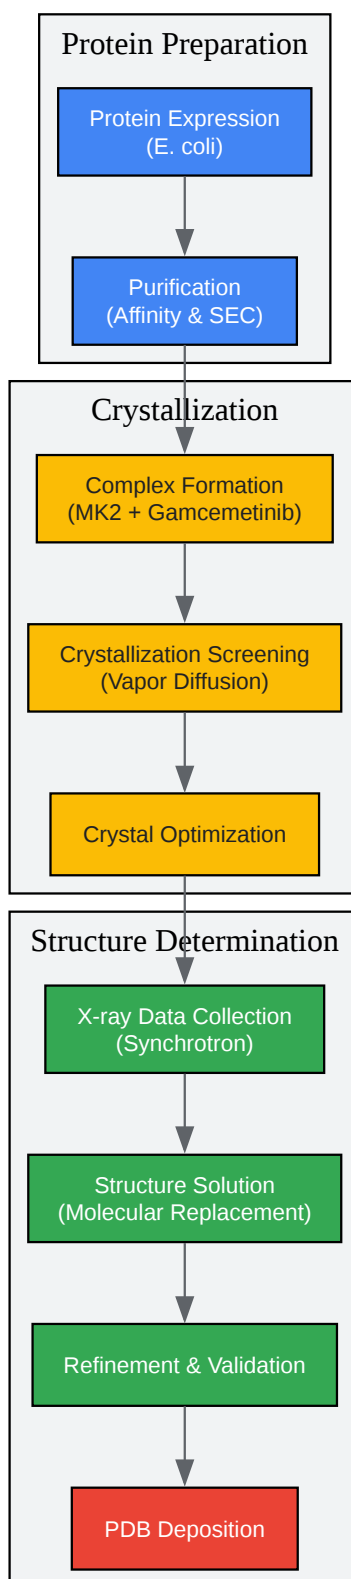 Protein Preparation
Protein Expression
(E. coli)
Purification
(Affinity & SEC)
Crystallization
Complex Formation
(MK2 + Gamcemetinib)
Crystallization Screening
(Vapor Diffusion)
Crystal Optimization
Structure Determination
X-ray Data Collection
(Synchrotron)
Structure Solution
(Molecular Replacement)
Refinement & Validation
PDB Deposition